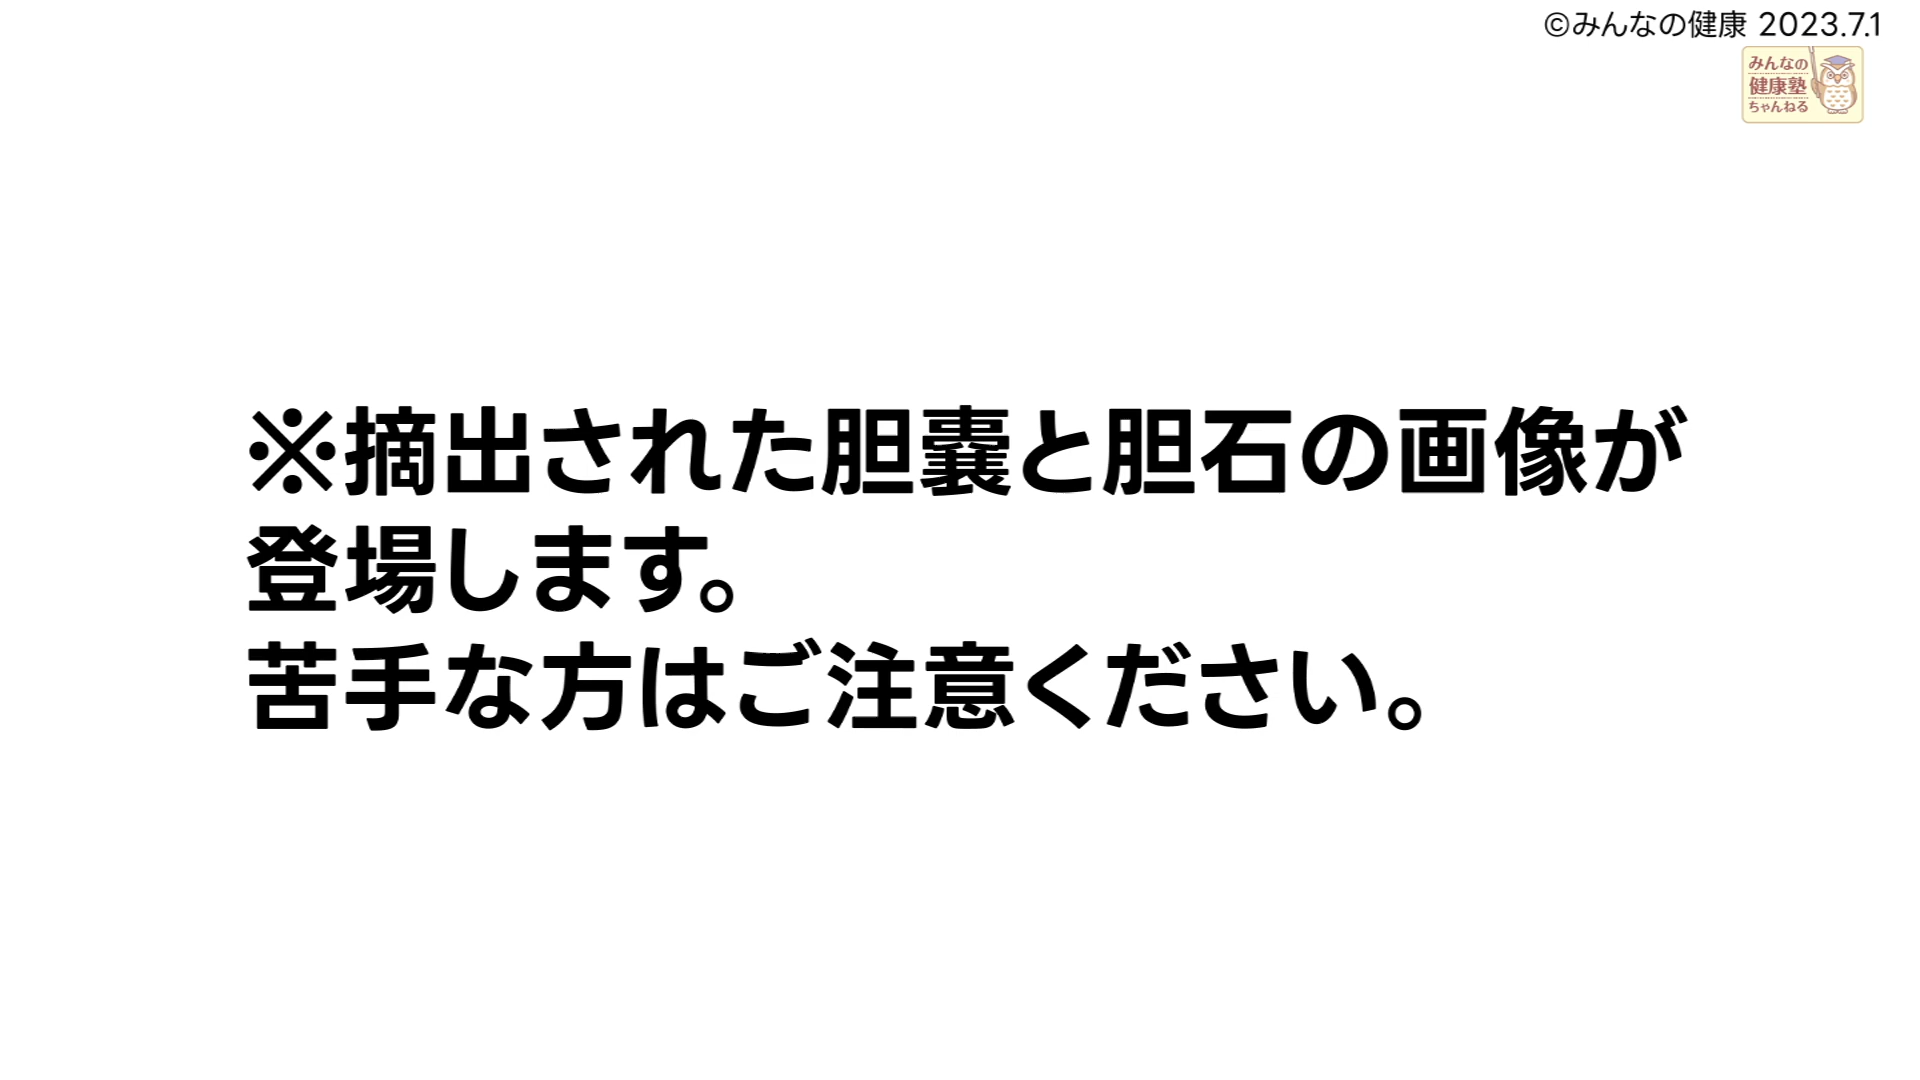 ©みんなの健康 2023.7.1
みんなの
健康塾
ちゃんねる
※摘出された胆嚢と胆石の画像が
登場します。
苦手な方はご注意ください。